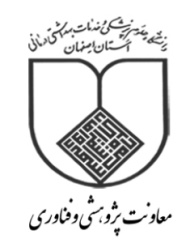 دانشگاه علوم پزشکی و خدمات بهداشتی درمانی
استان اصفهان
معاونت پژوهشی و فناوری